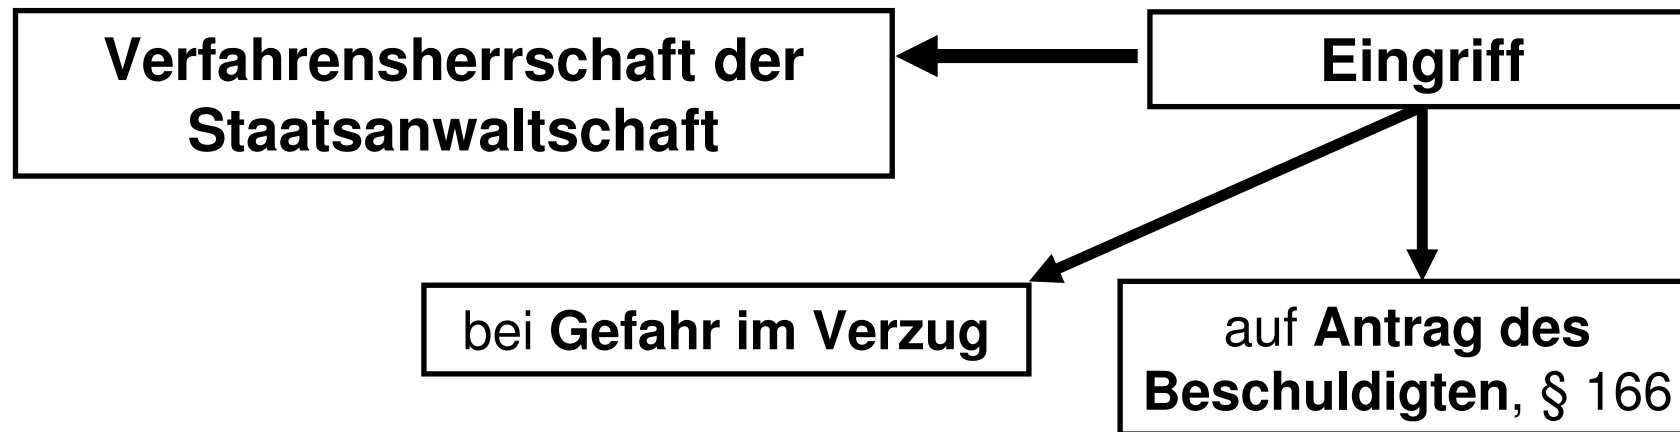 Verfahrensherrschaft der
Staatsanwaltschaft
Eingriff
bei Gefahr im Verzug
auf Antrag des
Beschuldigten, § 166